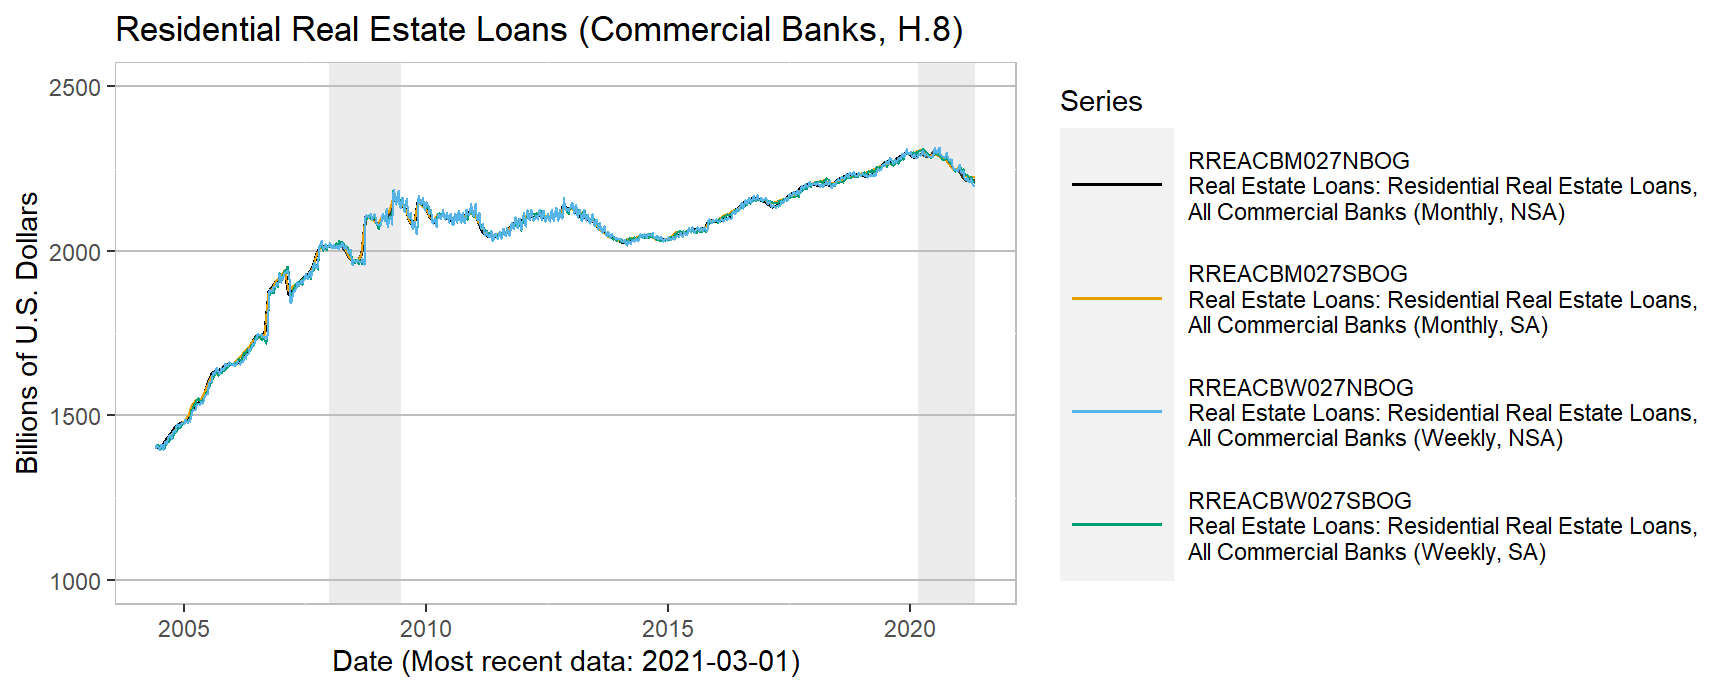 Residential Real Estate Loans (Commercial Banks, H.8)
Billions of U.S. Dollars
2500
2000
1500
1000
2005
2010
2015
2020
Date (Most recent data: 2021-03-01)
Series
RREACBM027NBOG
Real Estate Loans: Residential Real Estate Loans,
All Commercial Banks (Monthly, NSA)
RREACBM027SBOG
Real Estate Loans: Residential Real Estate Loans,
All Commercial Banks (Monthly, SA)
RREACBW027NBOG
Real Estate Loans: Residential Real Estate Loans,
All Commercial Banks (Weekly, NSA)
RREACBW027SBOG
Real Estate Loans: Residential Real Estate Loans,
All Commercial Banks (Weekly, SA)